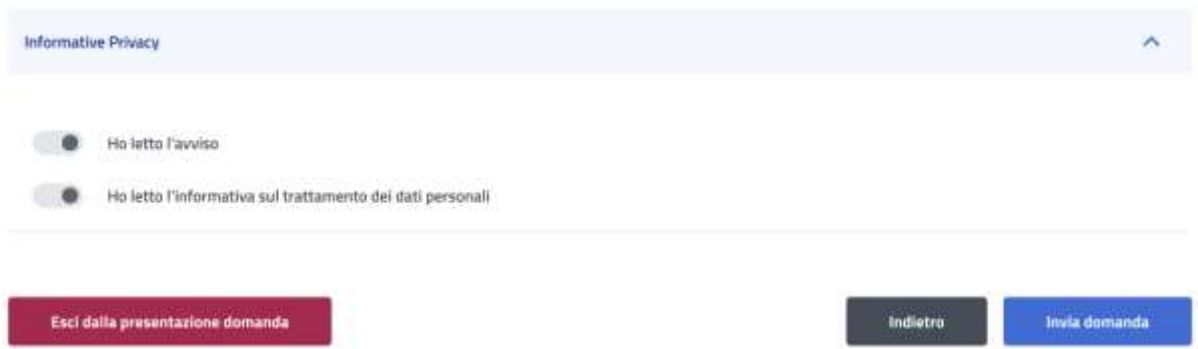 Informative Privacy
Ho letto l'avviso
Ho letto l'informativa sul trattamento dei dati personali
Esci dalla presentazione domanda
Indietro
Invia domanda